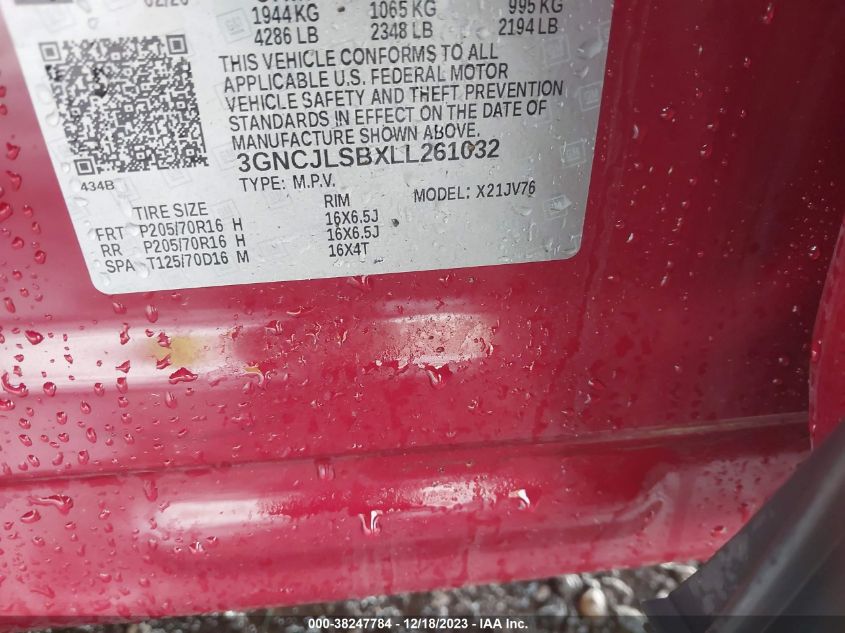 1944 KG 1065 KG 995 KG
4286 LB 2348 LB 2194 LB
THIS VEHICLE CONFORMS TO ALL
APPLICABLE U.S. FEDERAL MOTOR
VEHICLE SAFETY AND THEFT PREVENTION
STANDARDS IN EFFECT ON THE DATE OF
MANUFACTURE SHOWN ABOVE.
3GNCJLSBXLL261032
434B
TYPE: M.P.V. MODEL: X21JV76
TIRE SIZE RIM
FRT P205/70R16 H 16X6.5J
RR P205/70R16 H 16X6.5J
SPA T125/70D16 M 16X4T
000-38247784 - 12/18/2023 - IAA Inc.